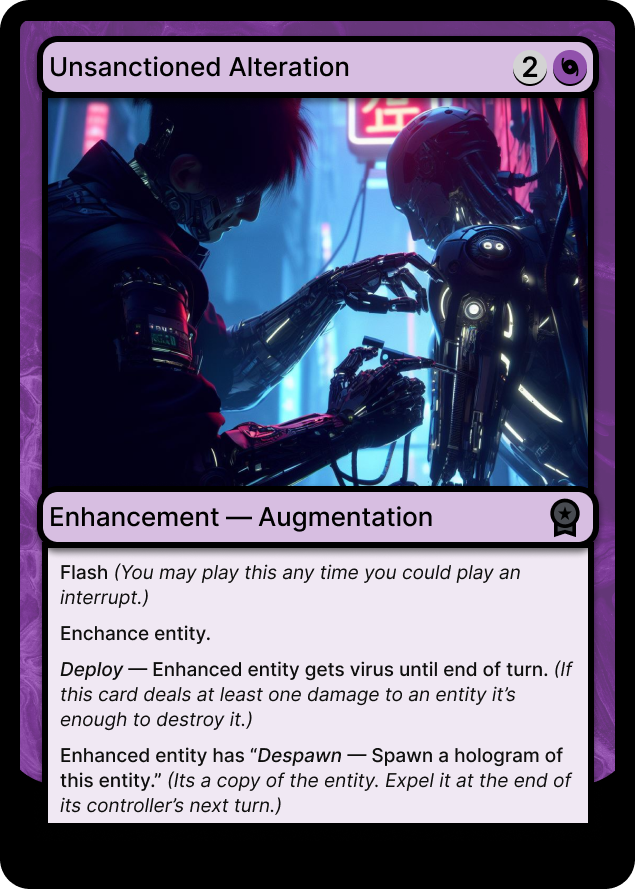 Unsanctioned Alteration 2
Enhancement — Augmentation
Flash (You may play this any time you could play an
interrupt.)
Enchance entity.
Deploy — Enhanced entity gets virus until end of turn. (If
this card deals at least one damage to an entity it’s
enough to destroy it.)
Enhanced entity has “Despawn — Spawn a hologram of
this entity.” (Its a copy of the entity. Expel it at the end of
its controller’s next turn.)